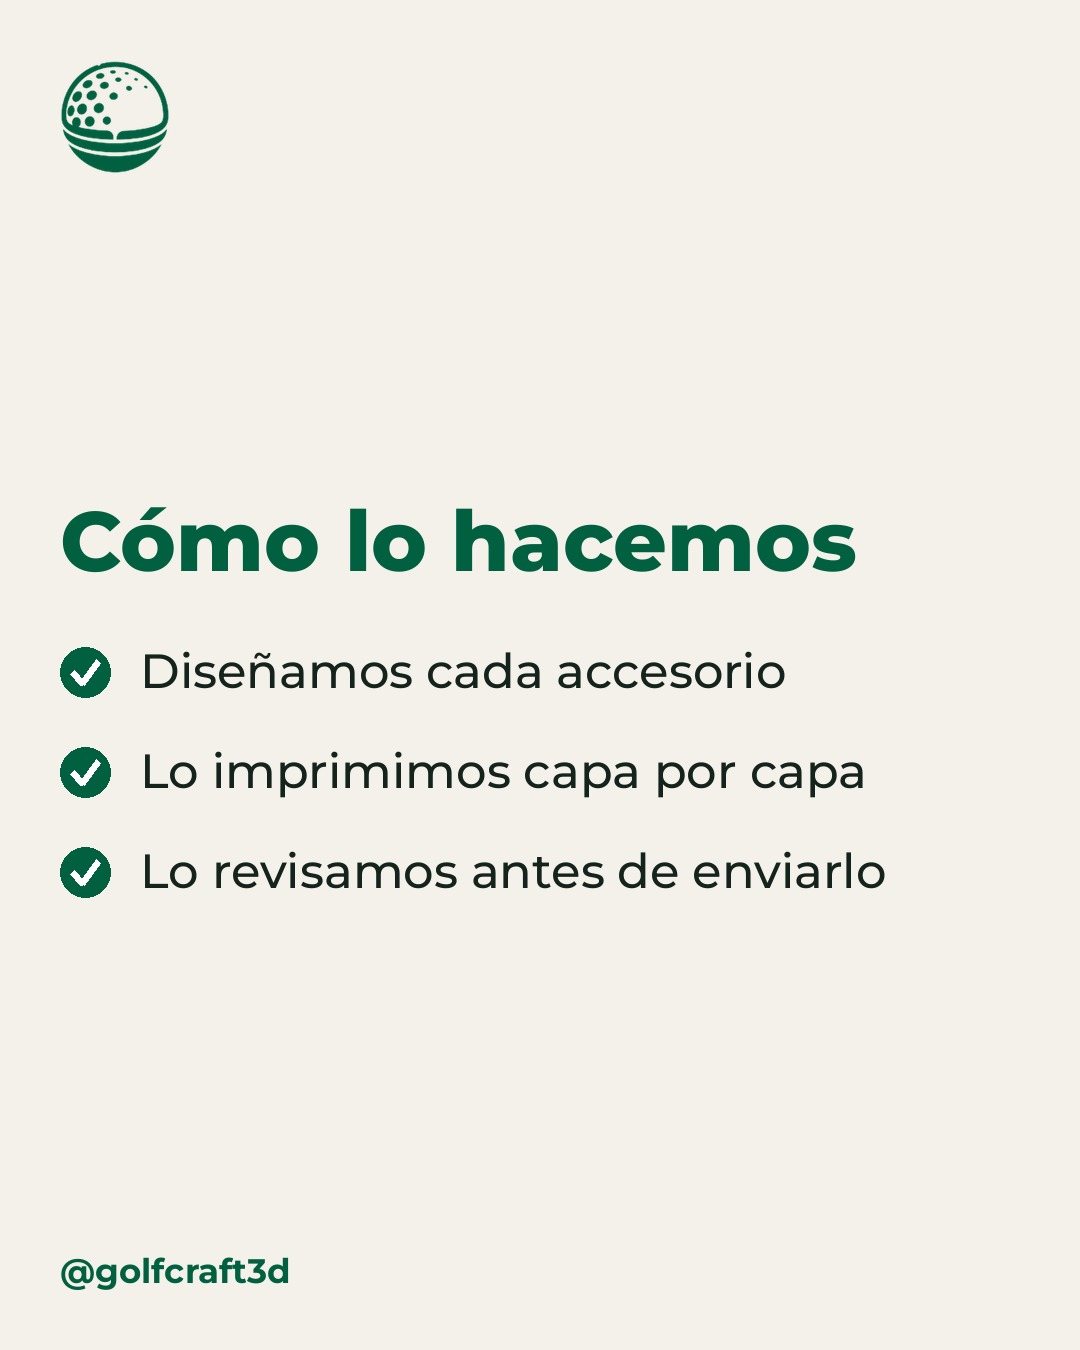 Cómo lo hacemos
Diseñamos cada accesorio
Lo imprimimos capa por capa
Lo revisamos antes de enviarlo
@golfcraft3d